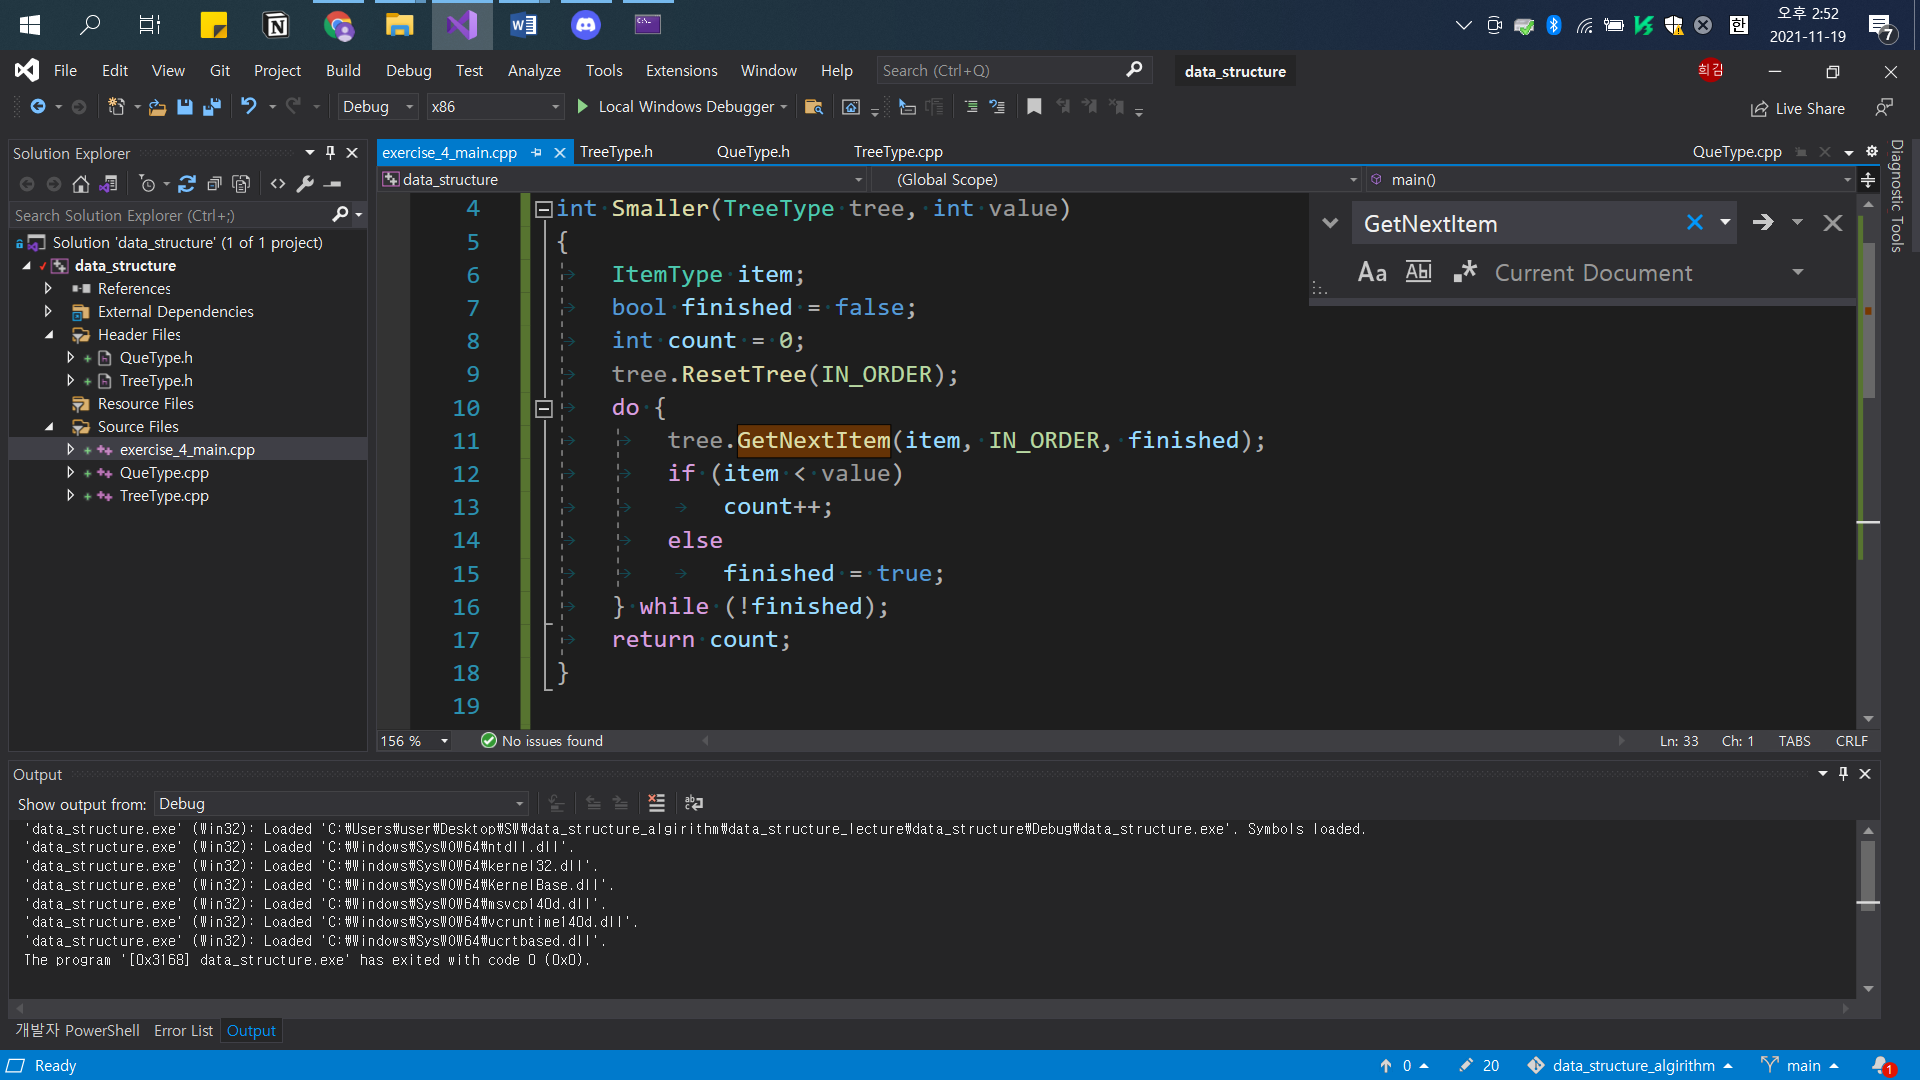 오후 2:52
2021-11-19
7
한
File Edit View Git Project Build Debug Test Analyze Tools Extensions Window Help Search (Ctrl+Q) data_structure 희김
Debug x86 Local Windows Debugger Live Share
Solution Explorer
Search Solution Explorer (Ctrl+;)
Solution 'data_structure' (1 of 1 project)
data_structure
References
External Dependencies
Header Files
QueType.h
TreeType.h
Resource Files
Source Files
exercise_4_main.cpp
QueType.cpp
TreeType.cpp
exercise_4_main.cpp TreeType.h QueType.h TreeType.cpp QueType.cpp
data_structure (Global Scope) main()
Diagnostic Tools
GetNextItem
Aa Abl .* Current Document
4 int Smaller(TreeType tree, int value)
5 {
6 ItemType item;
7 bool finished = false;
8 int count = 0;
9 tree.ResetTree(IN_ORDER);
10 do {
11 tree.GetNextItem(item, IN_ORDER, finished);
12 if (item < value)
13 count++;
14 else
15 finished = true;
16 } while (!finished);
17 return count;
18 }
19
156 % No issues found Ln: 33 Ch: 1 TABS CRLF
Output
Show output from: Debug
'data_structure.exe' (Win32): Loaded 'C:₩Users₩user₩Desktop₩SW₩data_structure_algirithm₩data_structure_lecture₩data_structure₩Debug₩data_structure.exe'. Symbols loaded.
'data_structure.exe' (Win32): Loaded 'C:₩Windows₩SysWOW64₩ntdll.dll'.
'data_structure.exe' (Win32): Loaded 'C:₩Windows₩SysWOW64₩kernel32.dll'.
'data_structure.exe' (Win32): Loaded 'C:₩Windows₩SysWOW64₩KernelBase.dll'.
'data_structure.exe' (Win32): Loaded 'C:₩Windows₩SysWOW64₩msvcp140d.dll'.
'data_structure.exe' (Win32): Loaded 'C:₩Windows₩SysWOW64₩vcruntime140d.dll'.
'data_structure.exe' (Win32): Loaded 'C:₩Windows₩SysWOW64₩ucrtbased.dll'.
The program '[0x3168] data_structure.exe' has exited with code 0 (0x0).
개발자 PowerShell Error List Output
Ready 0 20 data_structure_algirithm main 1